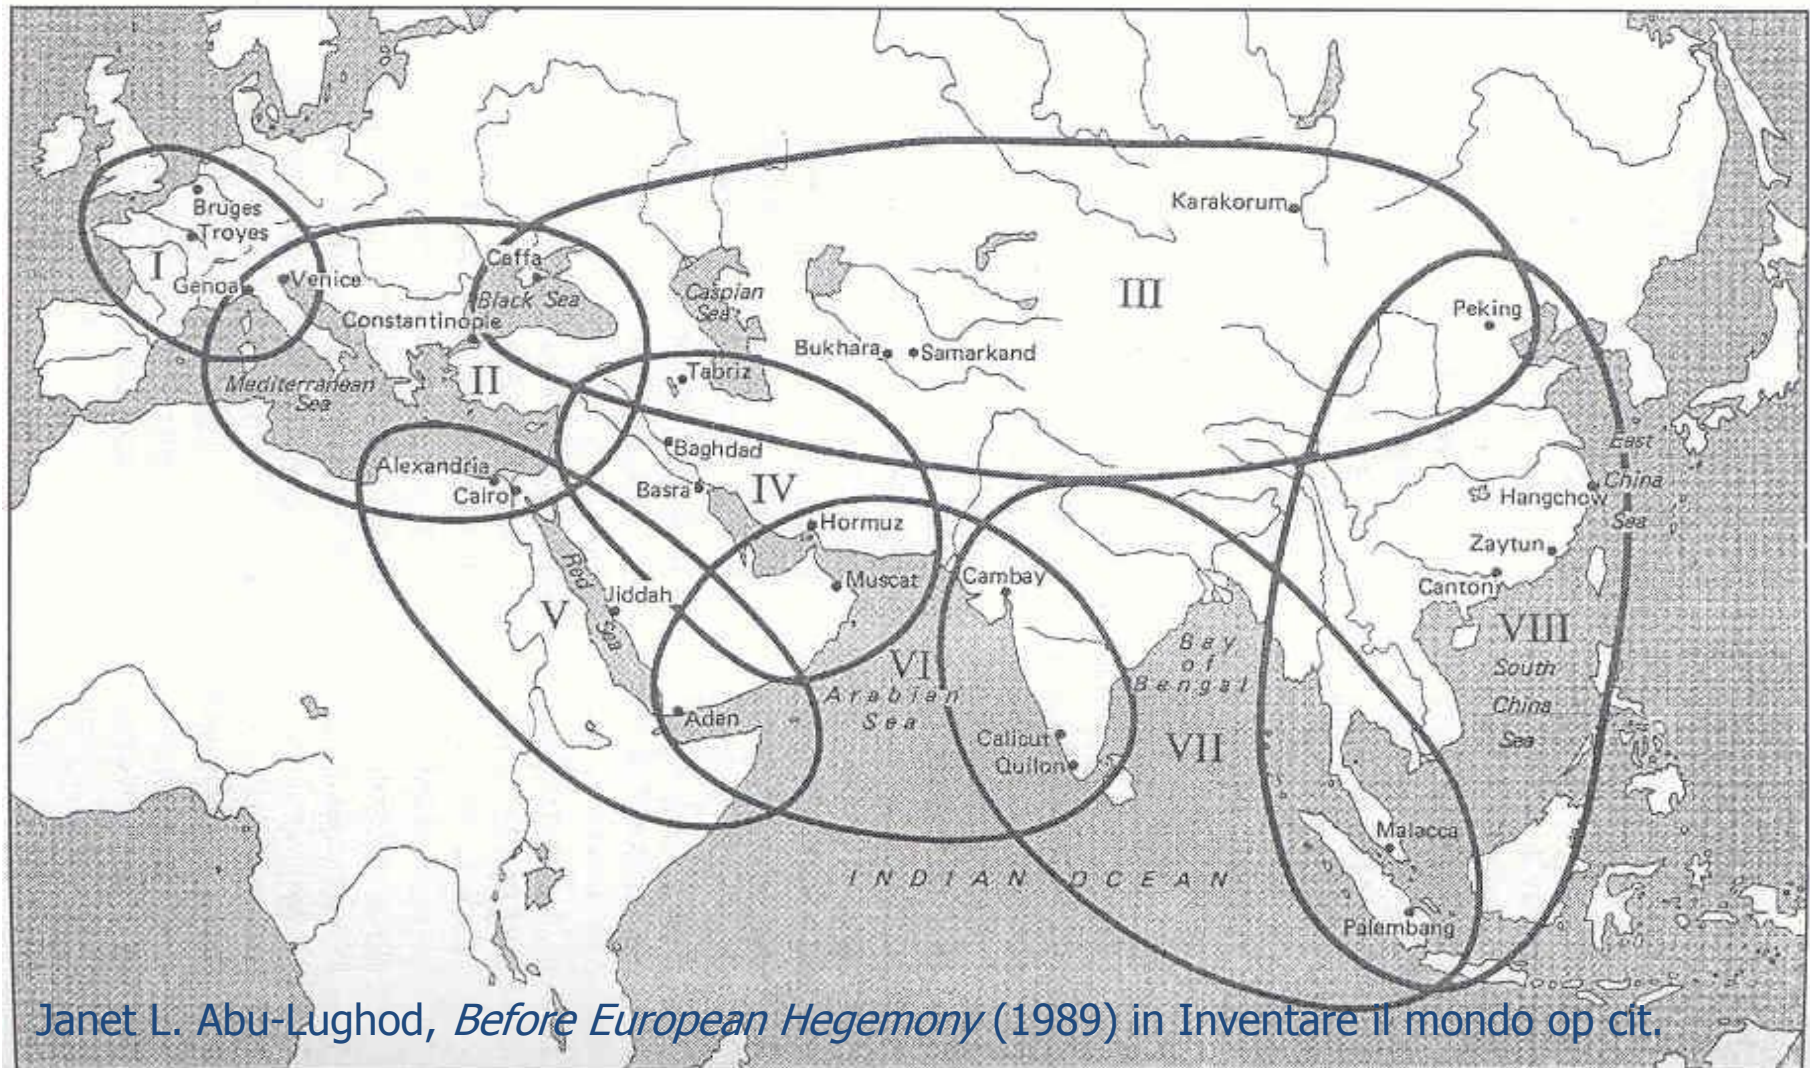 Karakorum
Bruges
Troyes
I
Caffa
Genoa
Venice
Black Sea
Caspian
Sea
III
Peking
Constantinople
Bukhara
Samarkand
II
Tabriz
Mediterranean
Sea
Baghdad
East
China
Sea
Alexandria
Cairo
Basra
IV
Hangchow
Hormuz
Zaytun
Red
Sea
Jiddah
Muscat
Cambay
Canton
V
VI
VIII
Bay
of
Bengal
South
China
Sea
Arabian
Sea
Aden
Calicut
Quilon
VII
Malacca
INDIAN OCEAN
Palembang
Janet L. Abu-Lughod, Before European Hegemony (1989) in Inventare il mondo op cit.